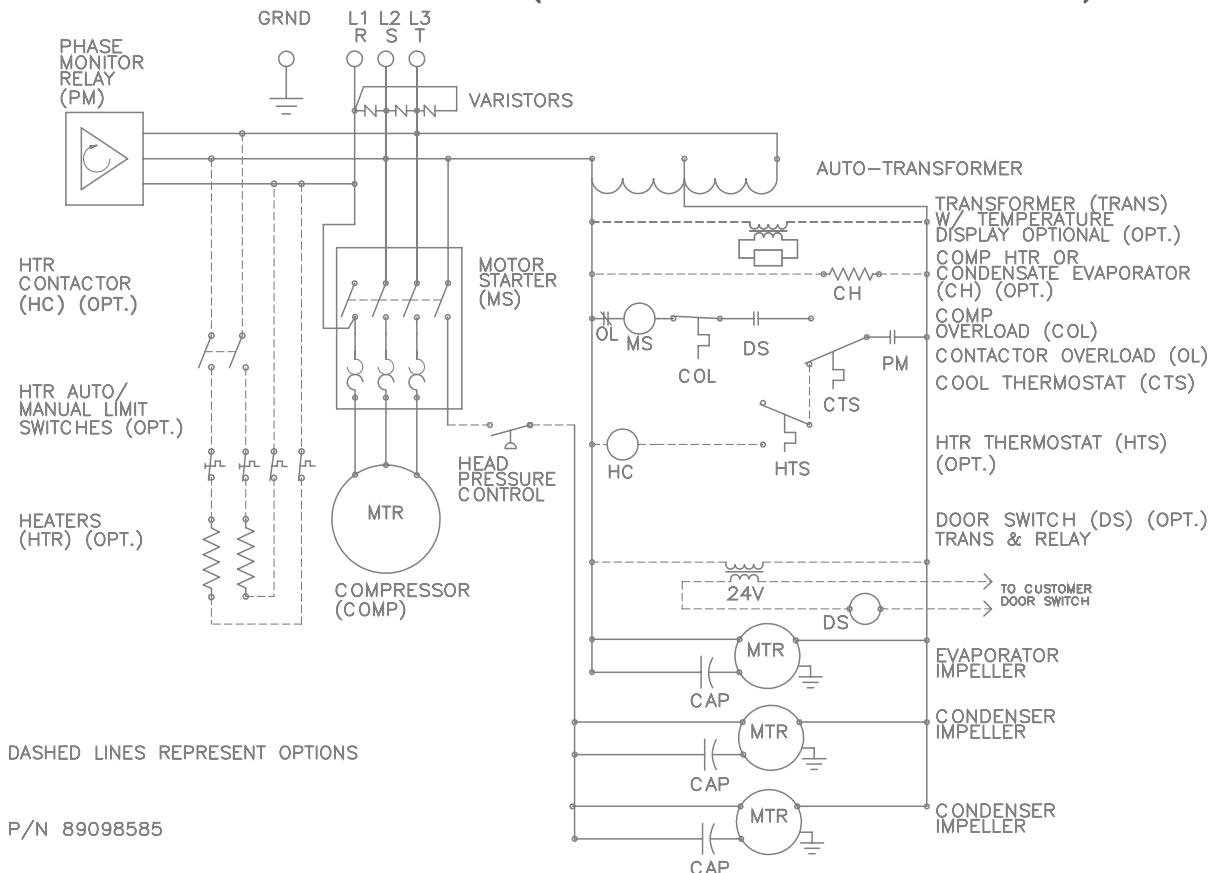 GRND
L1 L2 L3
R S T
PHASE
MONITOR
RELAY
(PM)
VARISTORS
AUTO-TRANSFORMER
TRANSFORMER (TRANS)
W/ TEMPERATURE
DISPLAY OPTIONAL (OPT.)
HTR
CONTACTOR
(HC) (OPT.)
MOTOR
STARTER
(MS)
CH
COMP HTR OR
CONDENSATE EVAPORATOR
(CH) (OPT.)
OL
MS
COL
DS
PM
COMP
OVERLOAD (COL)
CONTACTOR OVERLOAD (OL)
CTS
COOL THERMOSTAT (CTS)
HTR AUTO/
MANUAL LIMIT
SWITCHES (OPT.)
HEAD
PRESSURE
CONTROL
HC
HTS
HTR THERMOSTAT (HTS)
(OPT.)
HEATERS
(HTR) (OPT.)
MTR
COMPRESSOR
(COMP)
DOOR SWITCH (DS) (OPT.)
TRANS & RELAY
24V
DS
TO CUSTOMER
DOOR SWITCH
MTR
CAP
EVAPORATOR
IMPELLER
MTR
CAP
CONDENSER
IMPELLER
MTR
CAP
CONDENSER
IMPELLER
DASHED LINES REPRESENT OPTIONS
P/N 89098585